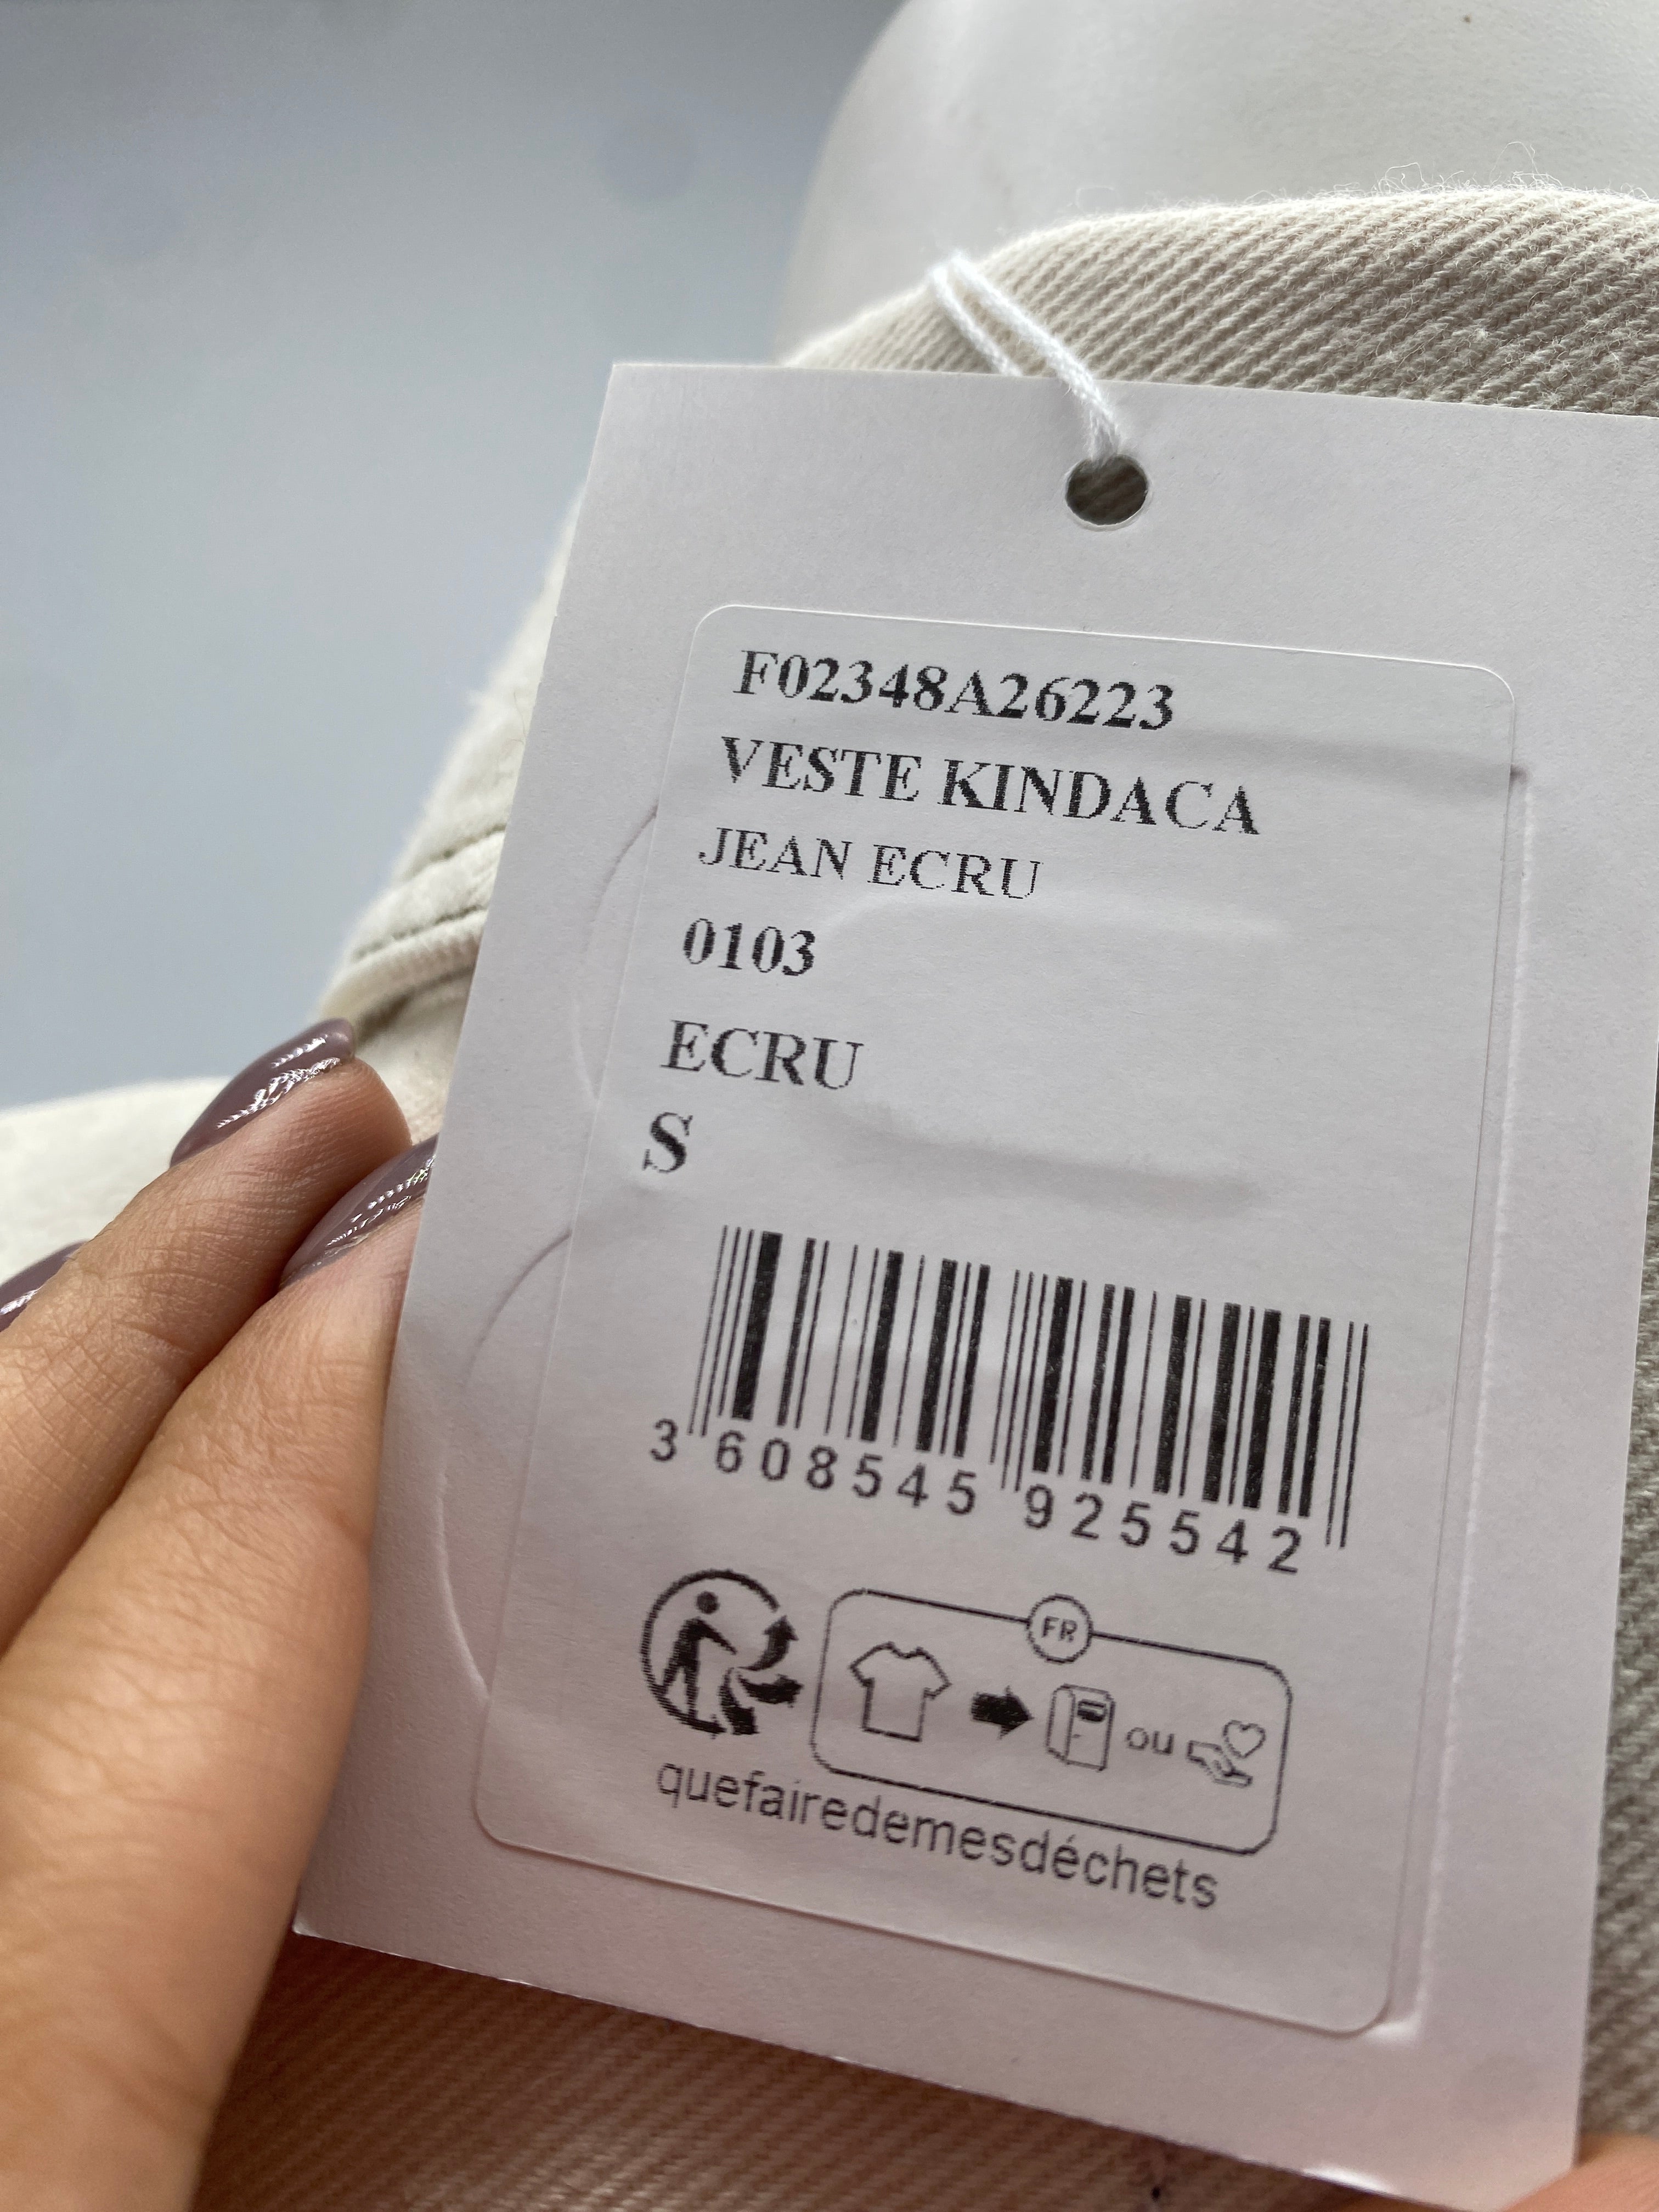 F02348A26223
VESTE KINDACA
JEAN ECRU
0103
ECRU
S
3 608545 925542
FR
ou
quefairedemesdéchets